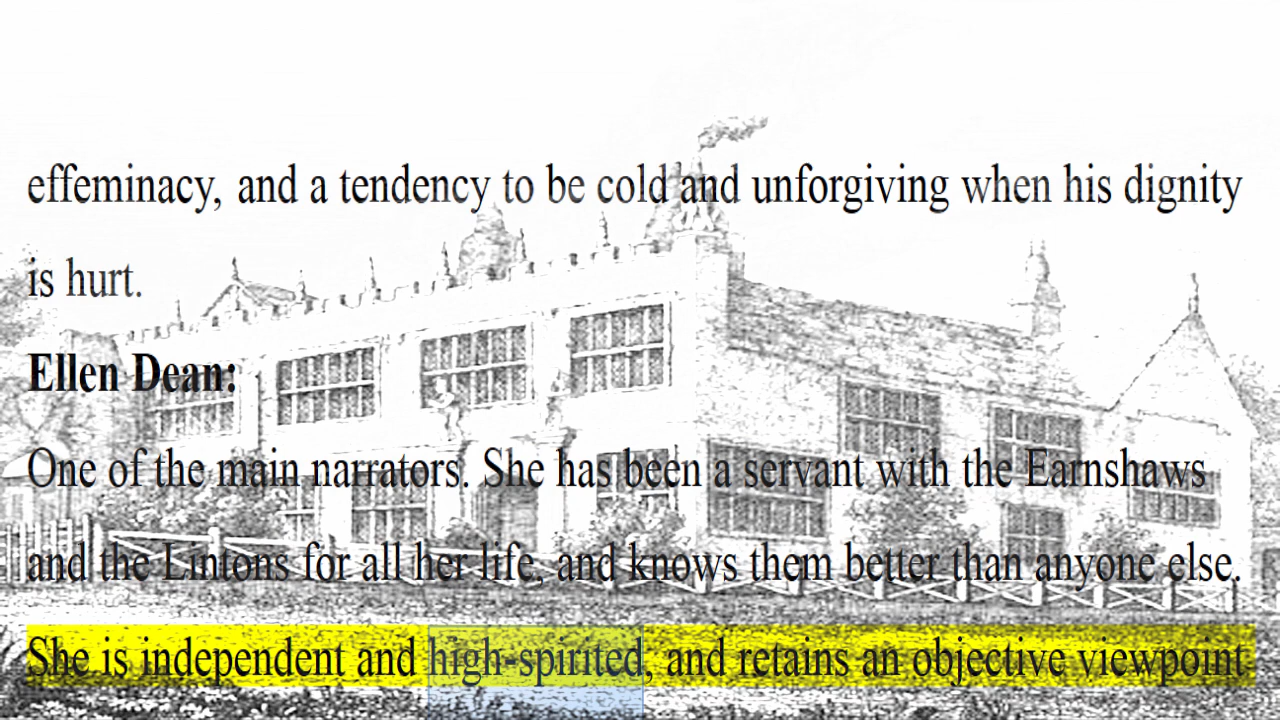 effeminacy, and a tendency to be cold and unforgiving when his dignity
is hurt.
Ellen Dean:
One of the main narrators. She has been a servant with the Earnshaws
and the Lintons for all her life, and knows them better than anyone else.
She is independent and high-spirited, and retains an objective viewpoint